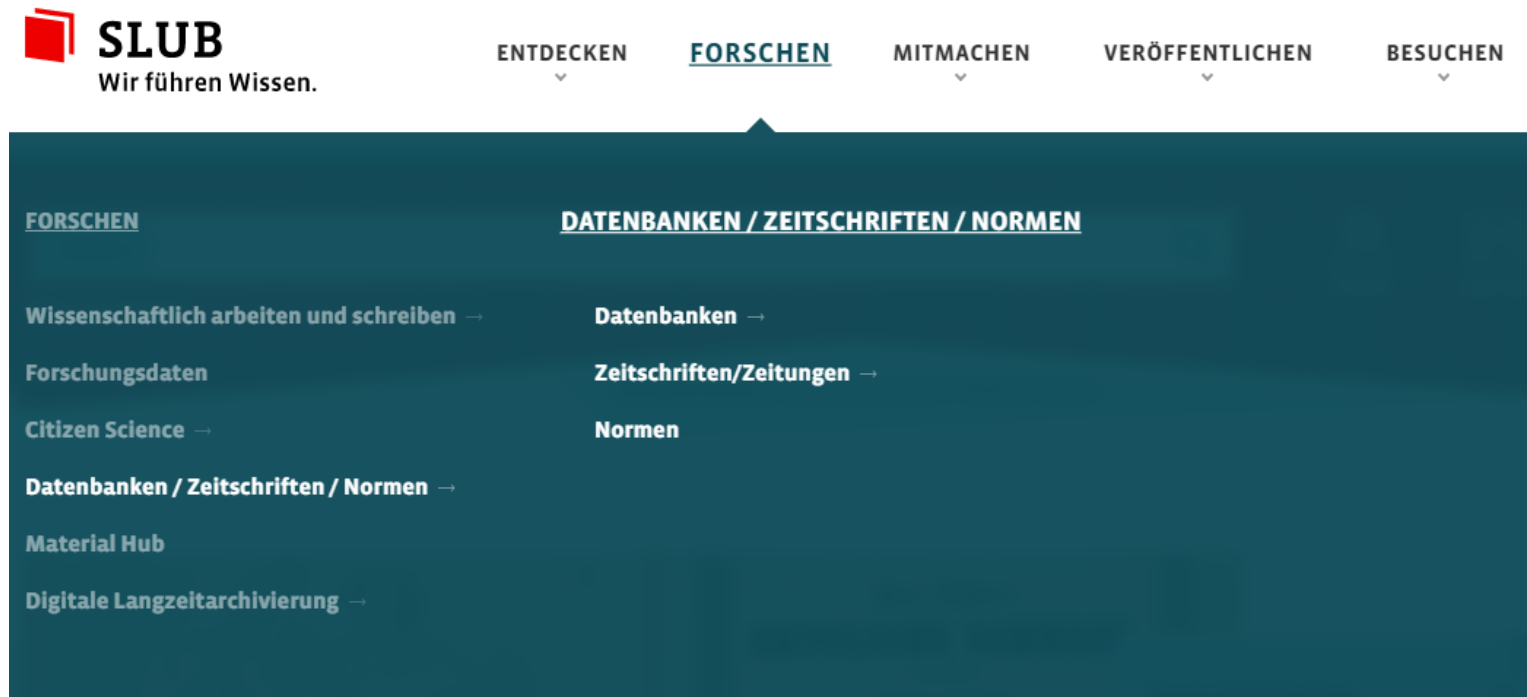 SLUB
Wir führen Wissen.
ENTDECKEN
FORSCHEN
MITMACHEN
VERÖFFENTLICHEN
BESUCHEN
FORSCHEN
Wissenschaftlich arbeiten und schreiben →
Forschungsdaten
Citizen Science →
Datenbanken / Zeitschriften / Normen →
Material Hub
Digitale Langzeitarchivierung →
DATENBANKEN / ZEITSCHRIFTEN / NORMEN
Datenbanken →
Zeitschriften/Zeitungen →
Normen